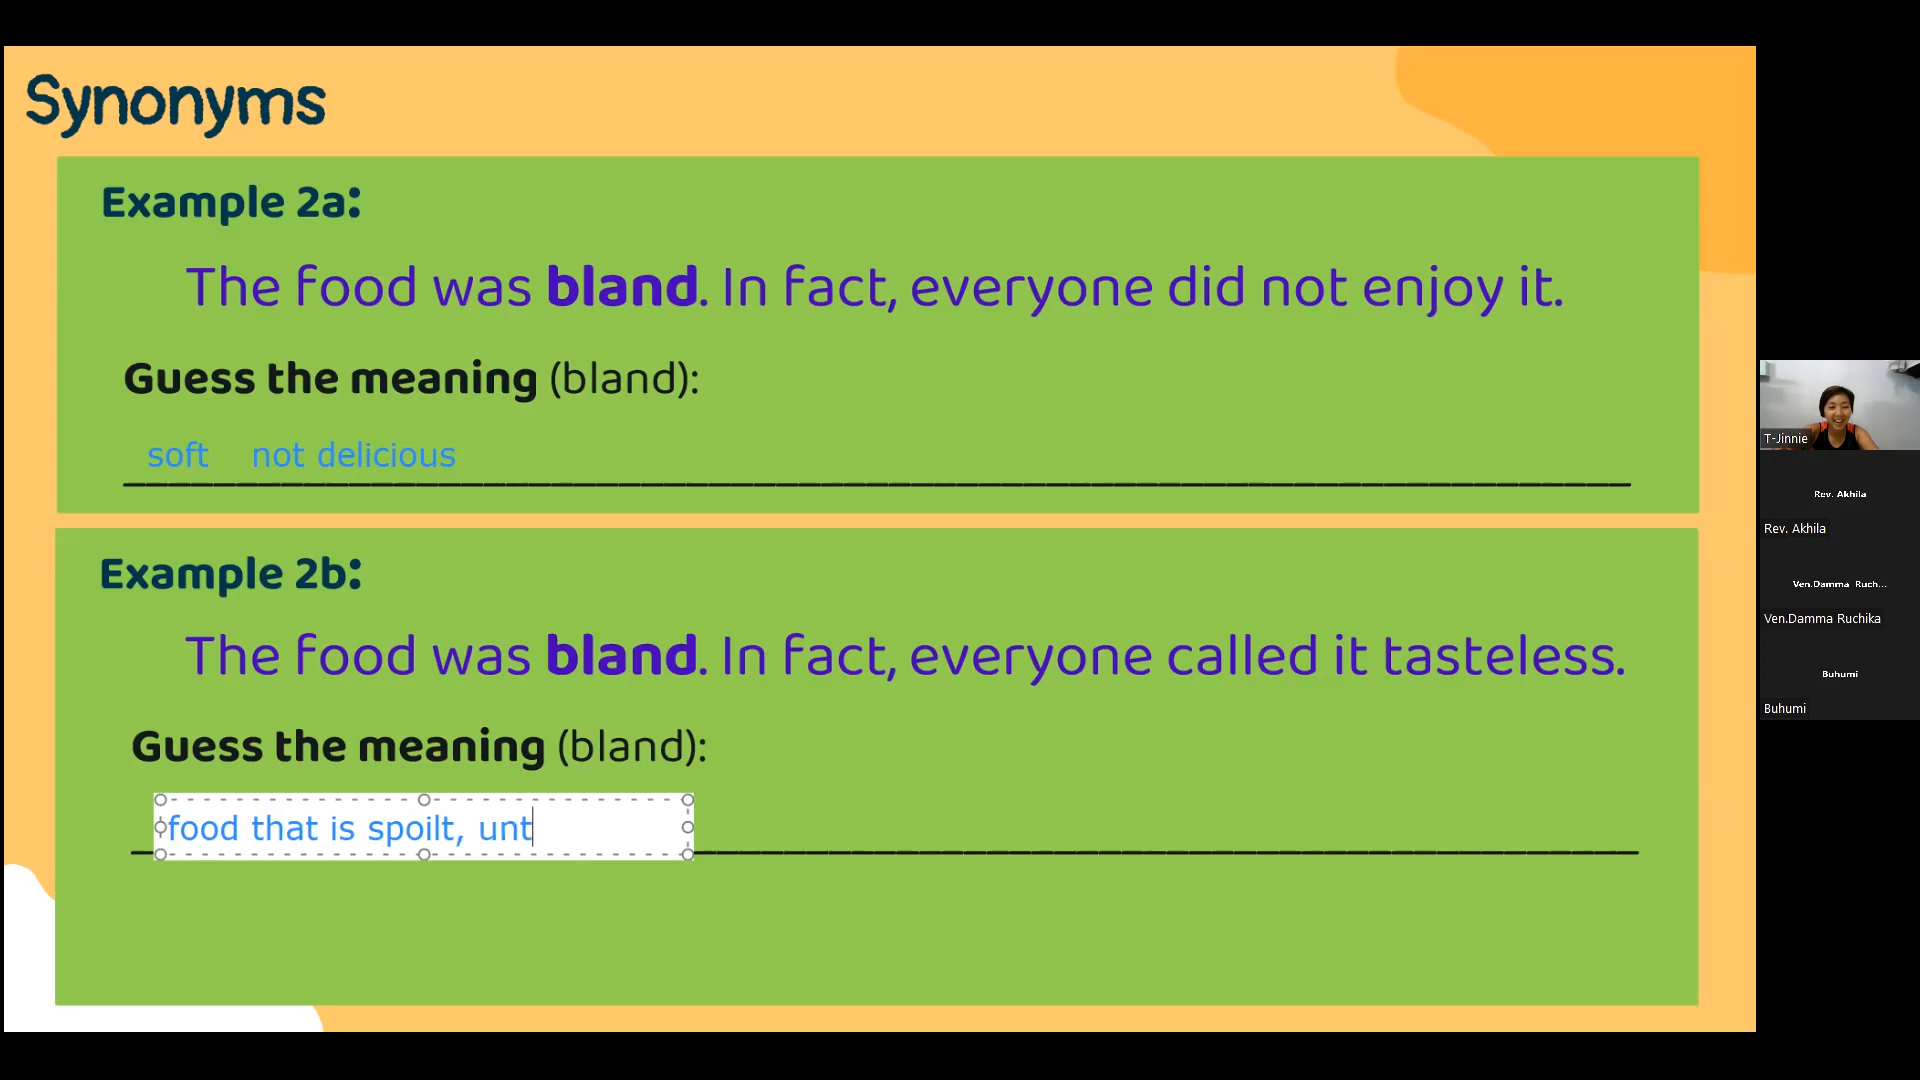 Synonyms
Example 2a:
The food was bland. In fact, everyone did not enjoy it.
Guess the meaning (bland):
soft not delicious
Example 2b:
The food was bland. In fact, everyone called it tasteless.
Guess the meaning (bland):
food that is spoilt, unt
T-Jinnie
Rev. Akhila
Rev. Akhila
Ven.Damma Ruch...
Ven.Damma Ruchika
Buhumi
Buhumi